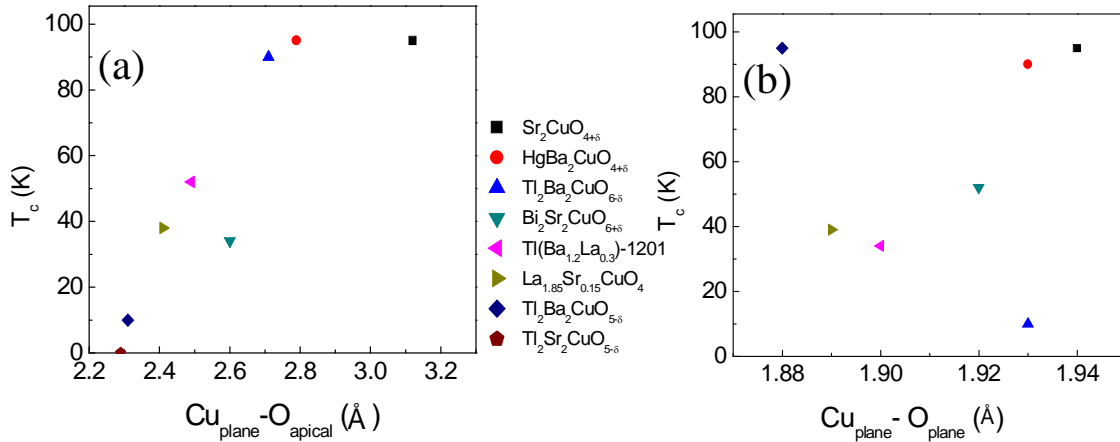 (a)
T_c (K)
100
80
60
40
20
0
2.2 2.4 2.6 2.8 3.0 3.2
Cu_plane-O_apical (Å)
Sr₂CuO₄₊δ
HgBa₂CuO₄₊δ
Tl₂Ba₂CuO₆₋δ
Bi₂Sr₂CuO₆₊δ
Tl(Ba₁.₂La₀.₃)-1201
La₁.₈₅Sr₀.₁₅CuO₄
Tl₂Ba₂CuO₅₋δ
Tl₂Sr₂CuO₅₋δ
(b)
T_c (K)
100
80
60
40
20
0
1.88 1.90 1.92 1.94
Cu_plane- O_plane (Å)